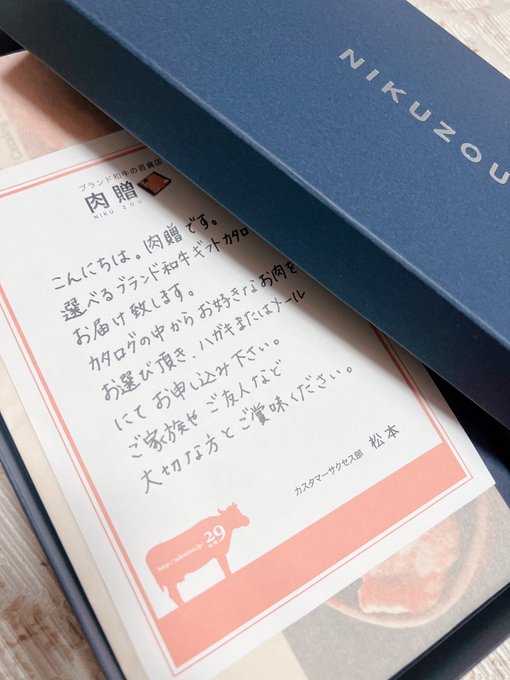 NIKUZOU
ブランド和牛の百貨店
肉贈
NIKU ZOU
こんにちは。肉贈です。
選べるブランド和牛ギフトカタロ
お届け致します。
カタログの中からお好きなお肉を
お選び頂き、ハガキまたはメール
にてお申し込み下さい。
ご家族やご友人など
大切な方とご賞味ください。
カスタマーサクセス部 松本
29
http://nikuzou.jp/